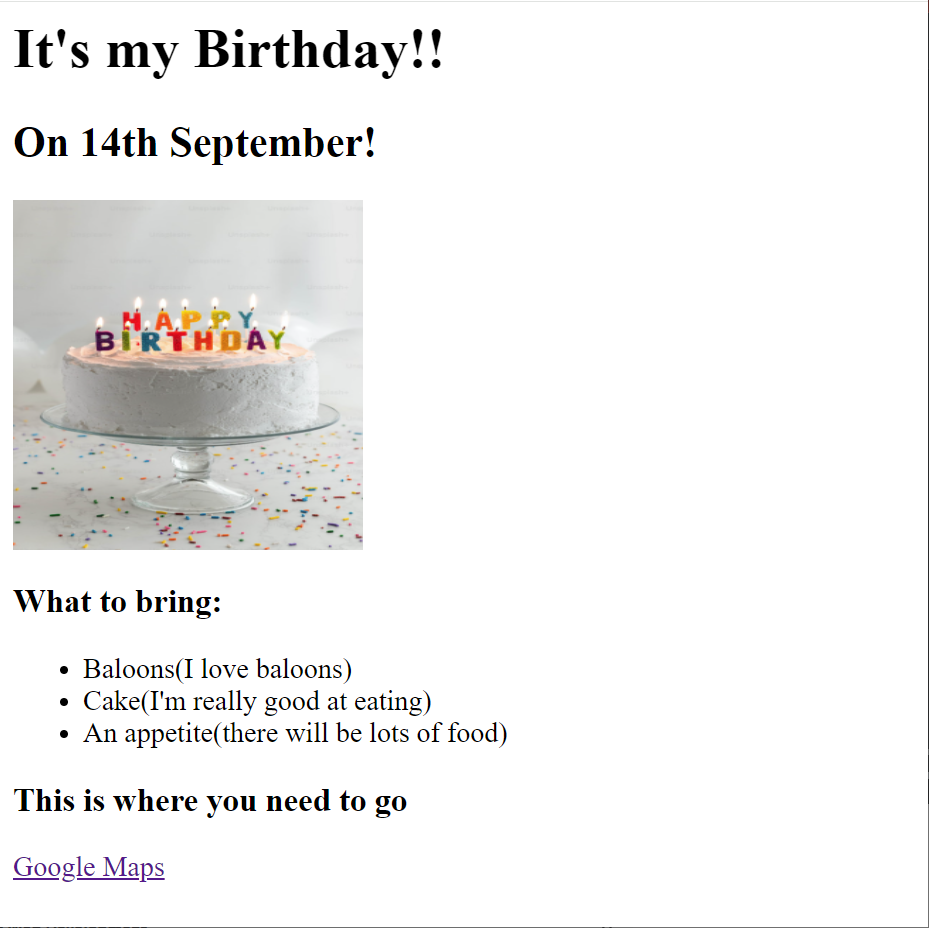 It's my Birthday!!
On 14th September!
HAPPY
BIRTHDAY
What to bring:
Baloons(I love baloons)
Cake(I'm really good at eating)
An appetite(there will be lots of food)
This is where you need to go
Google Maps